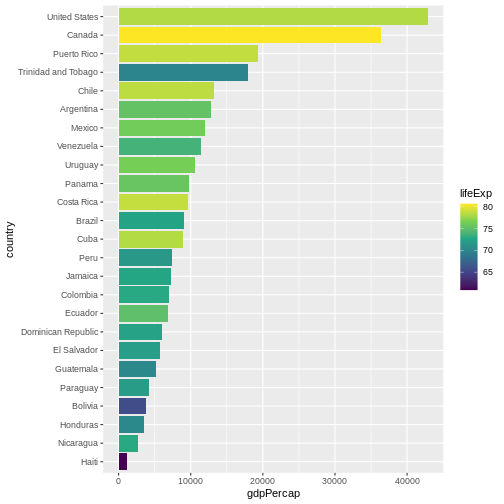 United States
Canada
Puerto Rico
Trinidad and Tobago
Chile
Argentina
Mexico
Venezuela
Uruguay
Panama
Costa Rica
Brazil
Cuba
Peru
Jamaica
Colombia
Ecuador
Dominican Republic
El Salvador
Guatemala
Paraguay
Bolivia
Honduras
Nicaragua
Haiti
country
0 10000 20000 30000 40000
gdpPercap
lifeExp
80
75
70
65